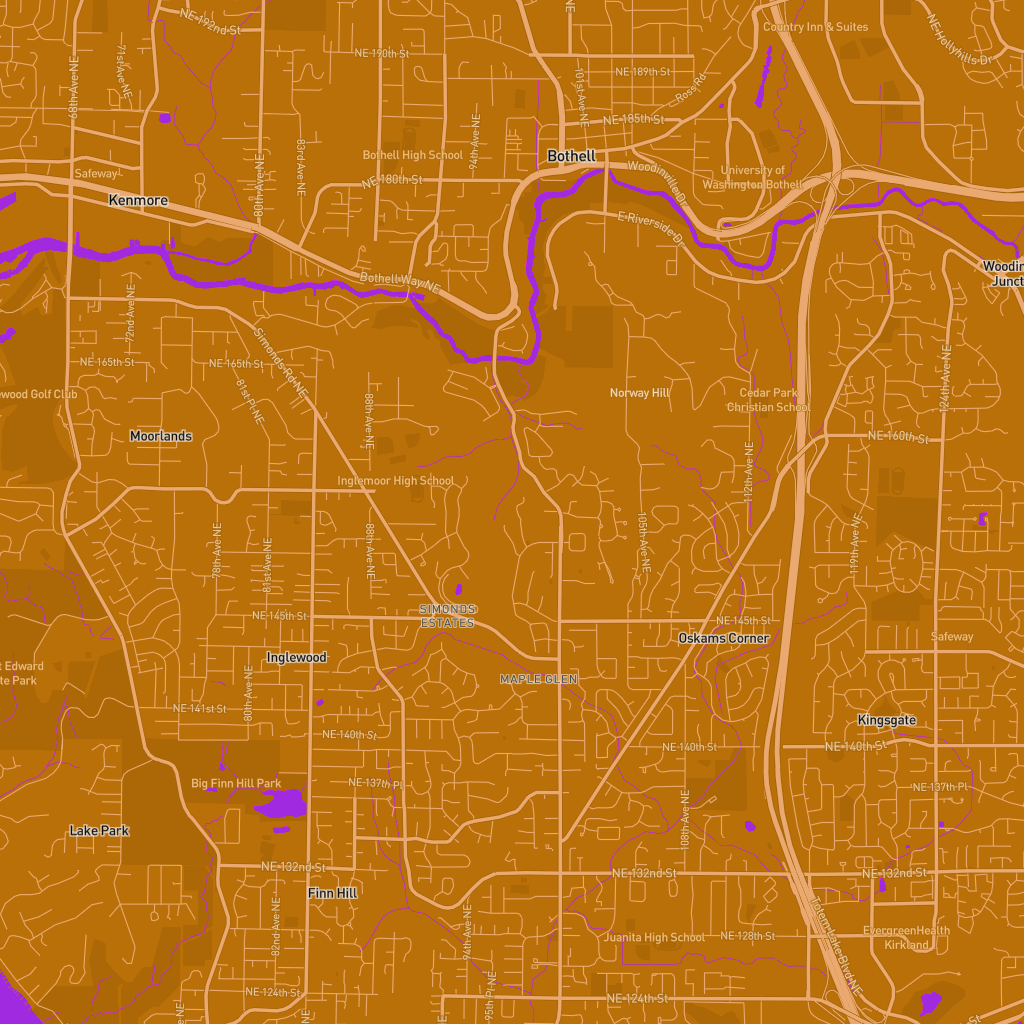 NE 192nd St
Country Inn & Suites
NE Hollyhills Dr
71st Ave NE
NE 190th St
68th Ave NE
101st Ave NE
NE 189th St
Ross Rd
NE 185th St
94th Ave NE
83rd Ave NE
Bothell High School
Bothell
Safeway
80th Ave NE
NE 180th St
Woodinville Dr
University of
Washington Bothell
Kenmore
E Riverside Dr
Bothell Way NE
72nd Ave NE
Simonds Rd NE
NE 165th St
NE 165th St
81st Pl NE
88th Ave NE
Norway Hill
Cedar Park
Christian School
124th Ave NE
Moorlands
NE 160th St
Inglemoor High School
112th Ave NE
78th Ave NE
81st Ave NE
88th Ave NE
105th Ave NE
119th Ave NE
NE 145th St
SIMONDS
ESTATES
NE 145th St
Oskams Corner
Safeway
Inglewood
MAPLE GLEN
80th Ave NE
NE 141st St
Kingsgate
NE 140th St
NE 140th St
NE 140th St
Big Finn Hill Park
NE 137th Pl
NE 137th Pl
108th Ave NE
Lake Park
NE 132nd St
NE 132nd St
NE 132nd St
Finn Hill
82nd Ave NE
94th Ave NE
Juanita High School
NE 128th St
Totem Lake Blvd NE
EvergreenHealth
Kirkland
95th Pl NE
NE 124th St
NE 124th St